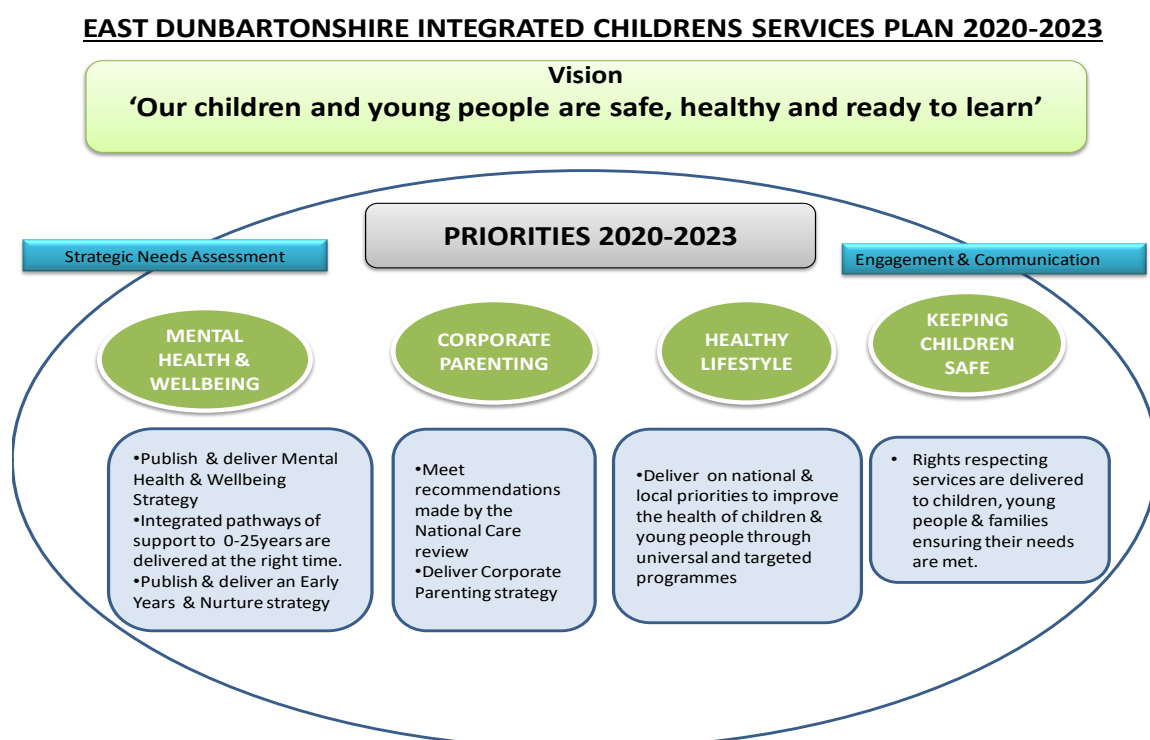 EAST DUNBARTONSHIRE INTEGRATED CHILDRENS SERVICES PLAN 2020-2023
Vision
‘Our children and young people are safe, healthy and ready to learn’
PRIORITIES 2020-2023
Strategic Needs Assessment
Engagement & Communication
MENTAL
HEALTH &
WELLBEING
CORPORATE
PARENTING
HEALTHY
LIFESTYLE
KEEPING
CHILDREN
SAFE
•Publish & deliver Mental
Health & Wellbeing
Strategy
•Integrated pathways of
support to 0-25years are
delivered at the right time.
•Publish & deliver an Early
Years & Nurture strategy
•Meet
recommendations
made by the
National Care
review
•Deliver Corporate
Parenting strategy
•Deliver on national &
local priorities to improve
the health of children &
young people through
universal and targeted
programmes
• Rights respecting
services are delivered
to children, young
people & families
ensuring their needs
are met.